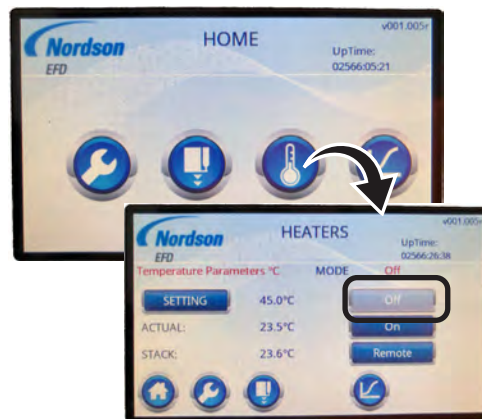 Nordson
EFD
HOME
v001.005r
UpTime:
02566:05:21
Nordson
EFD
HEATERS
v001.005r
UpTime:
02566:26:38
Temperature Parameters °C MODE Off
SETTING 45.0°C Off
ACTUAL: 23.5°C On
STACK: 23.6°C Remote